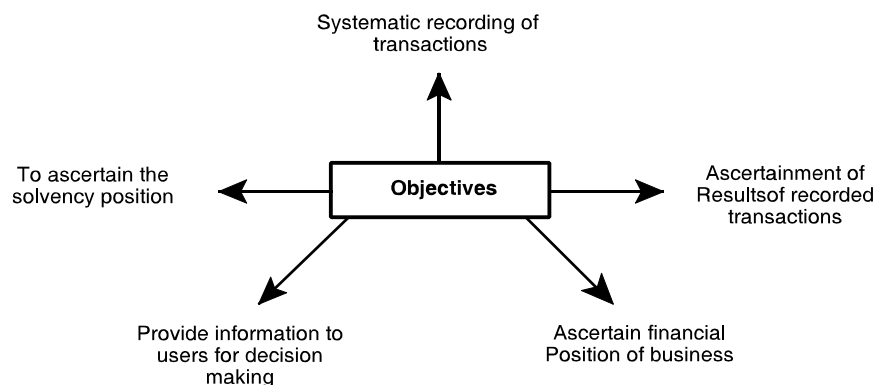 Systematic recording of
transactions
To ascertain the
solvency position
Objectives
Ascertainment of
Resultsof recorded
transactions
Provide information to
users for decision
making
Ascertain financial
Position of business